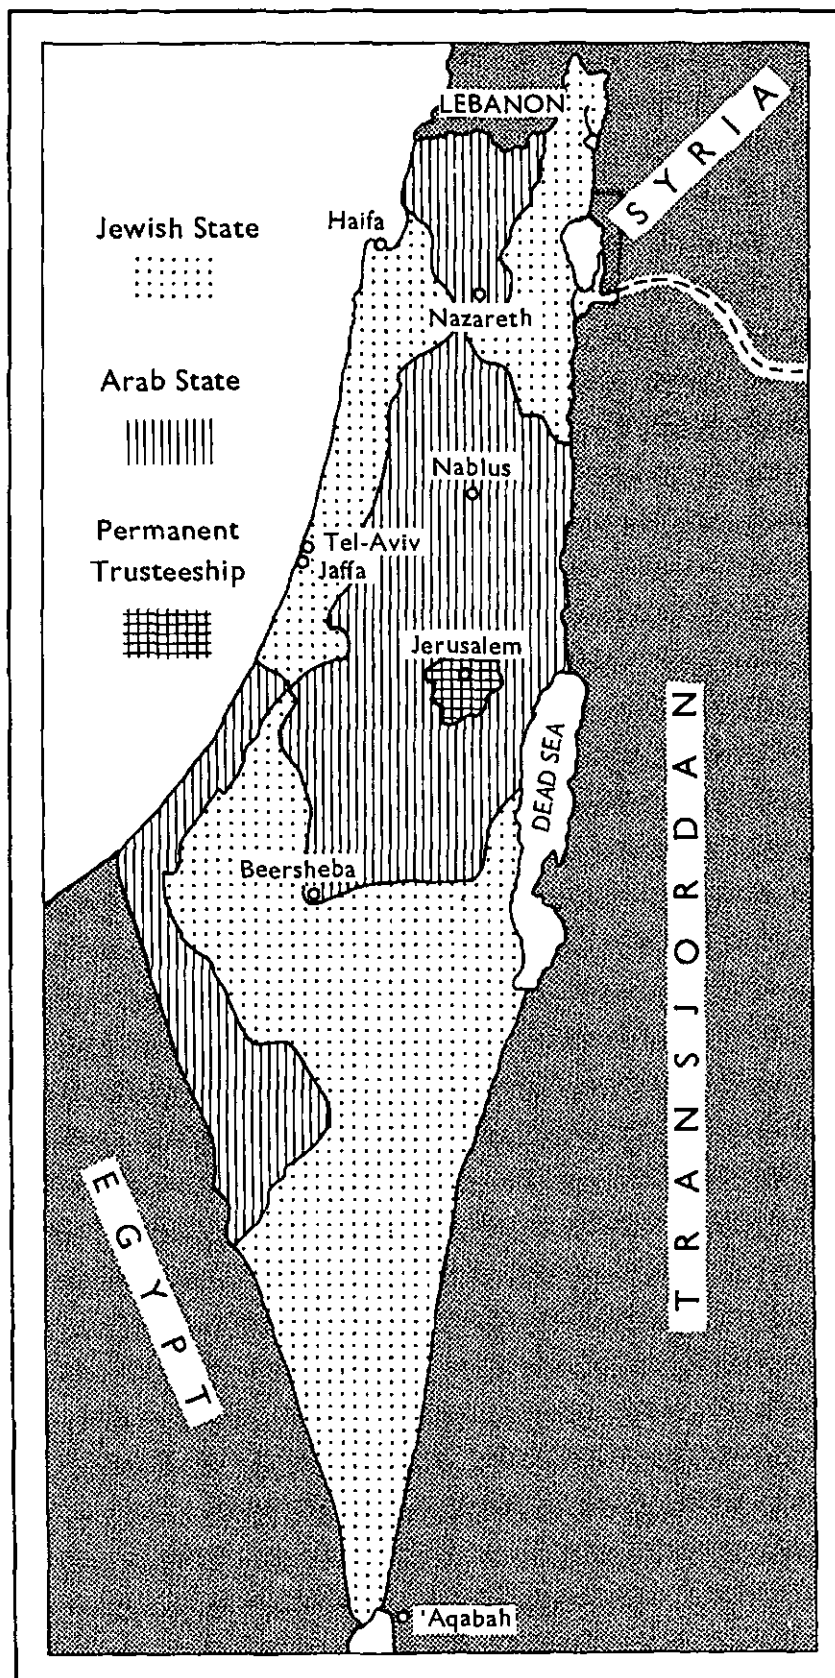 LEBANON
SYRIA
Jewish State
Haifa
Nazareth
Arab State
Nablus
Permanent
Trusteeship
Tel-Aviv
Jaffa
Jerusalem
DEAD SEA
TRANSJORDAN
Beersheba
EGYPT
'Aqabah